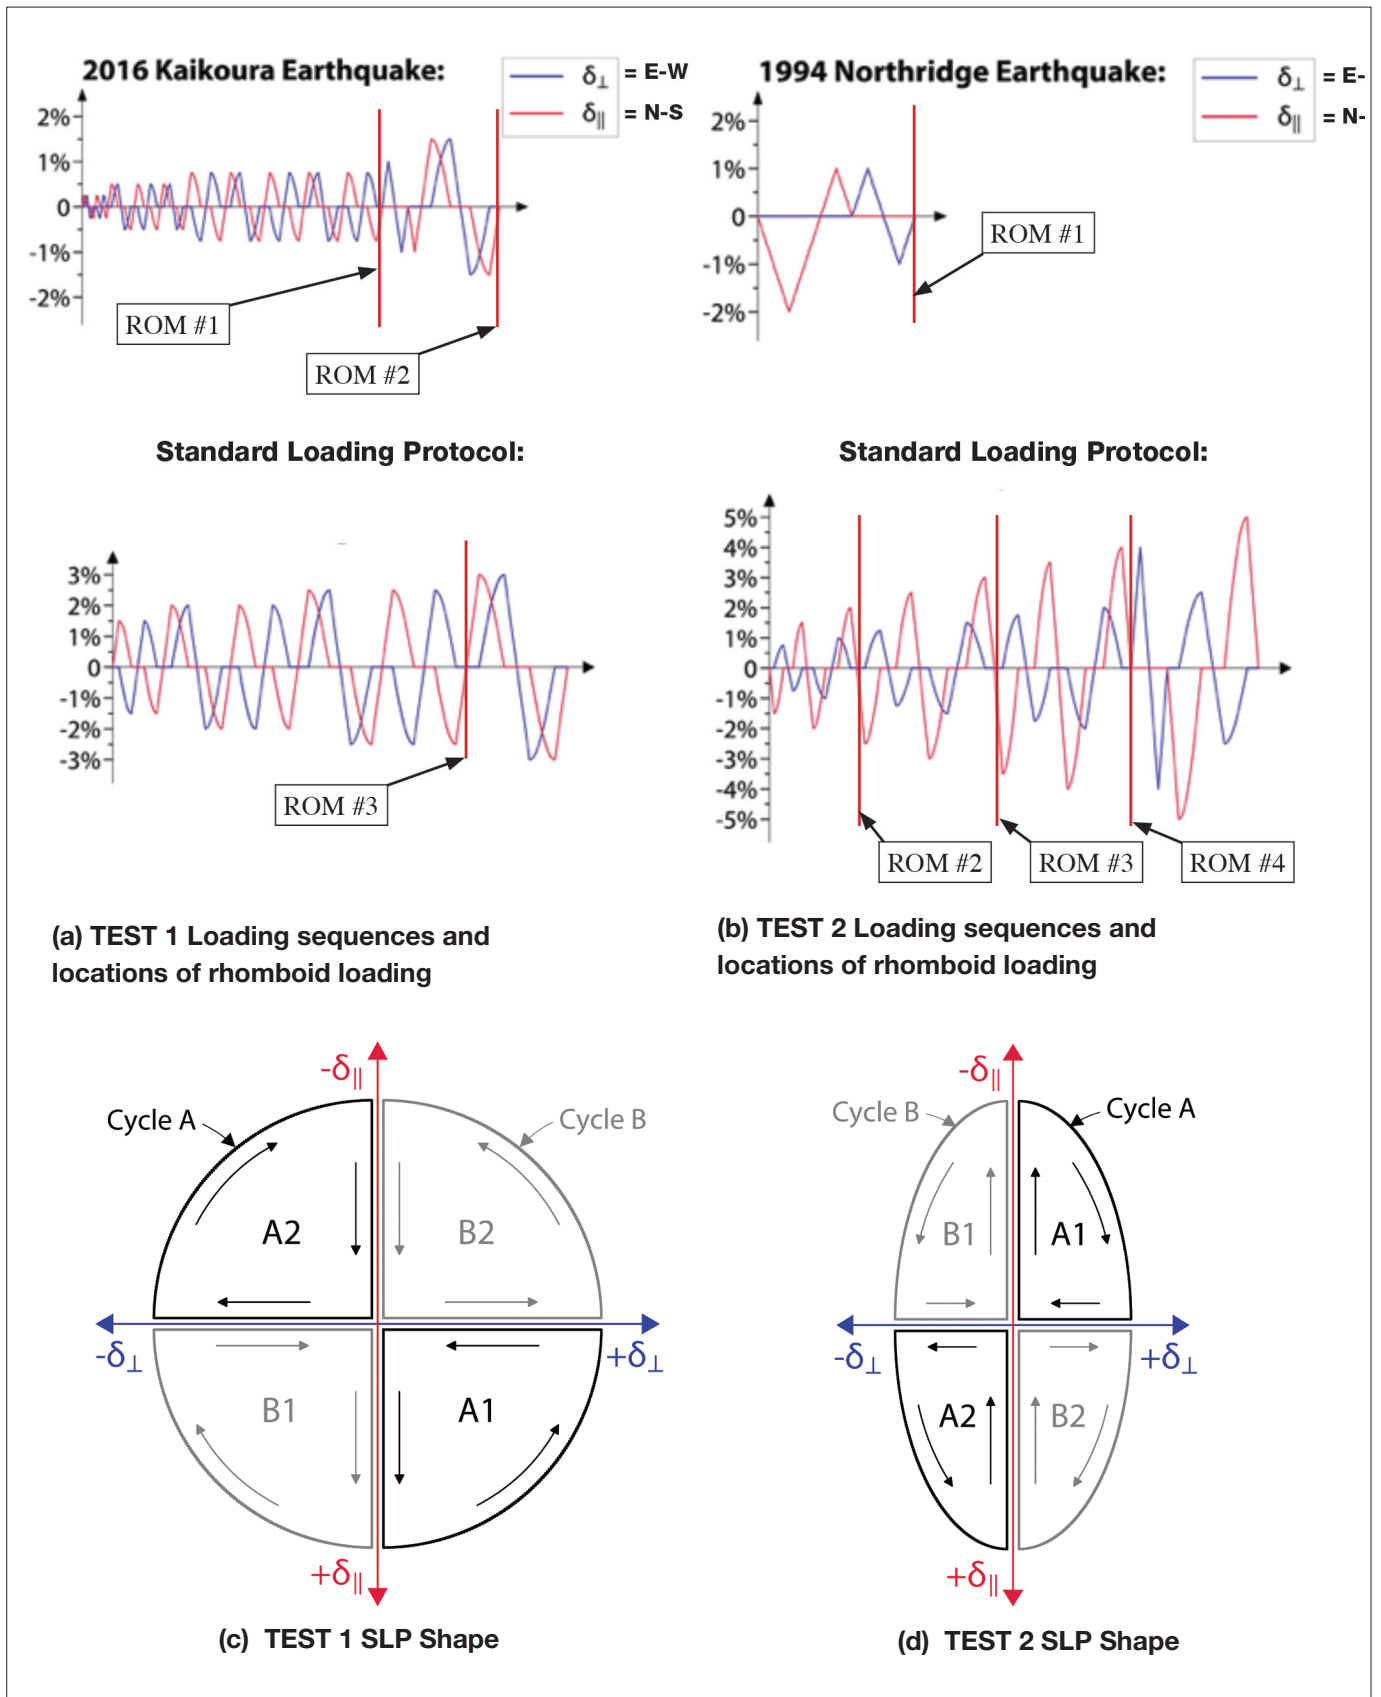 2016 Kaikoura Earthquake:
δ⊥ = E-W
δ|| = N-S
2%
1%
0
-1%
-2%
ROM #1
ROM #2
1994 Northridge Earthquake:
δ⊥ = E-
δ|| = N-
2%
1%
0
-1%
-2%
ROM #1
Standard Loading Protocol:
3%
2%
1%
0
-1%
-2%
-3%
ROM #3
Standard Loading Protocol:
5%
4%
3%
2%
1%
0
-1%
-2%
-3%
-4%
-5%
ROM #2
ROM #3
ROM #4
(a) TEST 1 Loading sequences and
locations of rhomboid loading
(b) TEST 2 Loading sequences and
locations of rhomboid loading
-δ||
Cycle A
Cycle B
A2
B2
-δ⊥
+δ⊥
B1
A1
+δ||
(c) TEST 1 SLP Shape
-δ||
Cycle B
Cycle A
B1
A1
-δ⊥
+δ⊥
A2
B2
+δ||
(d) TEST 2 SLP Shape